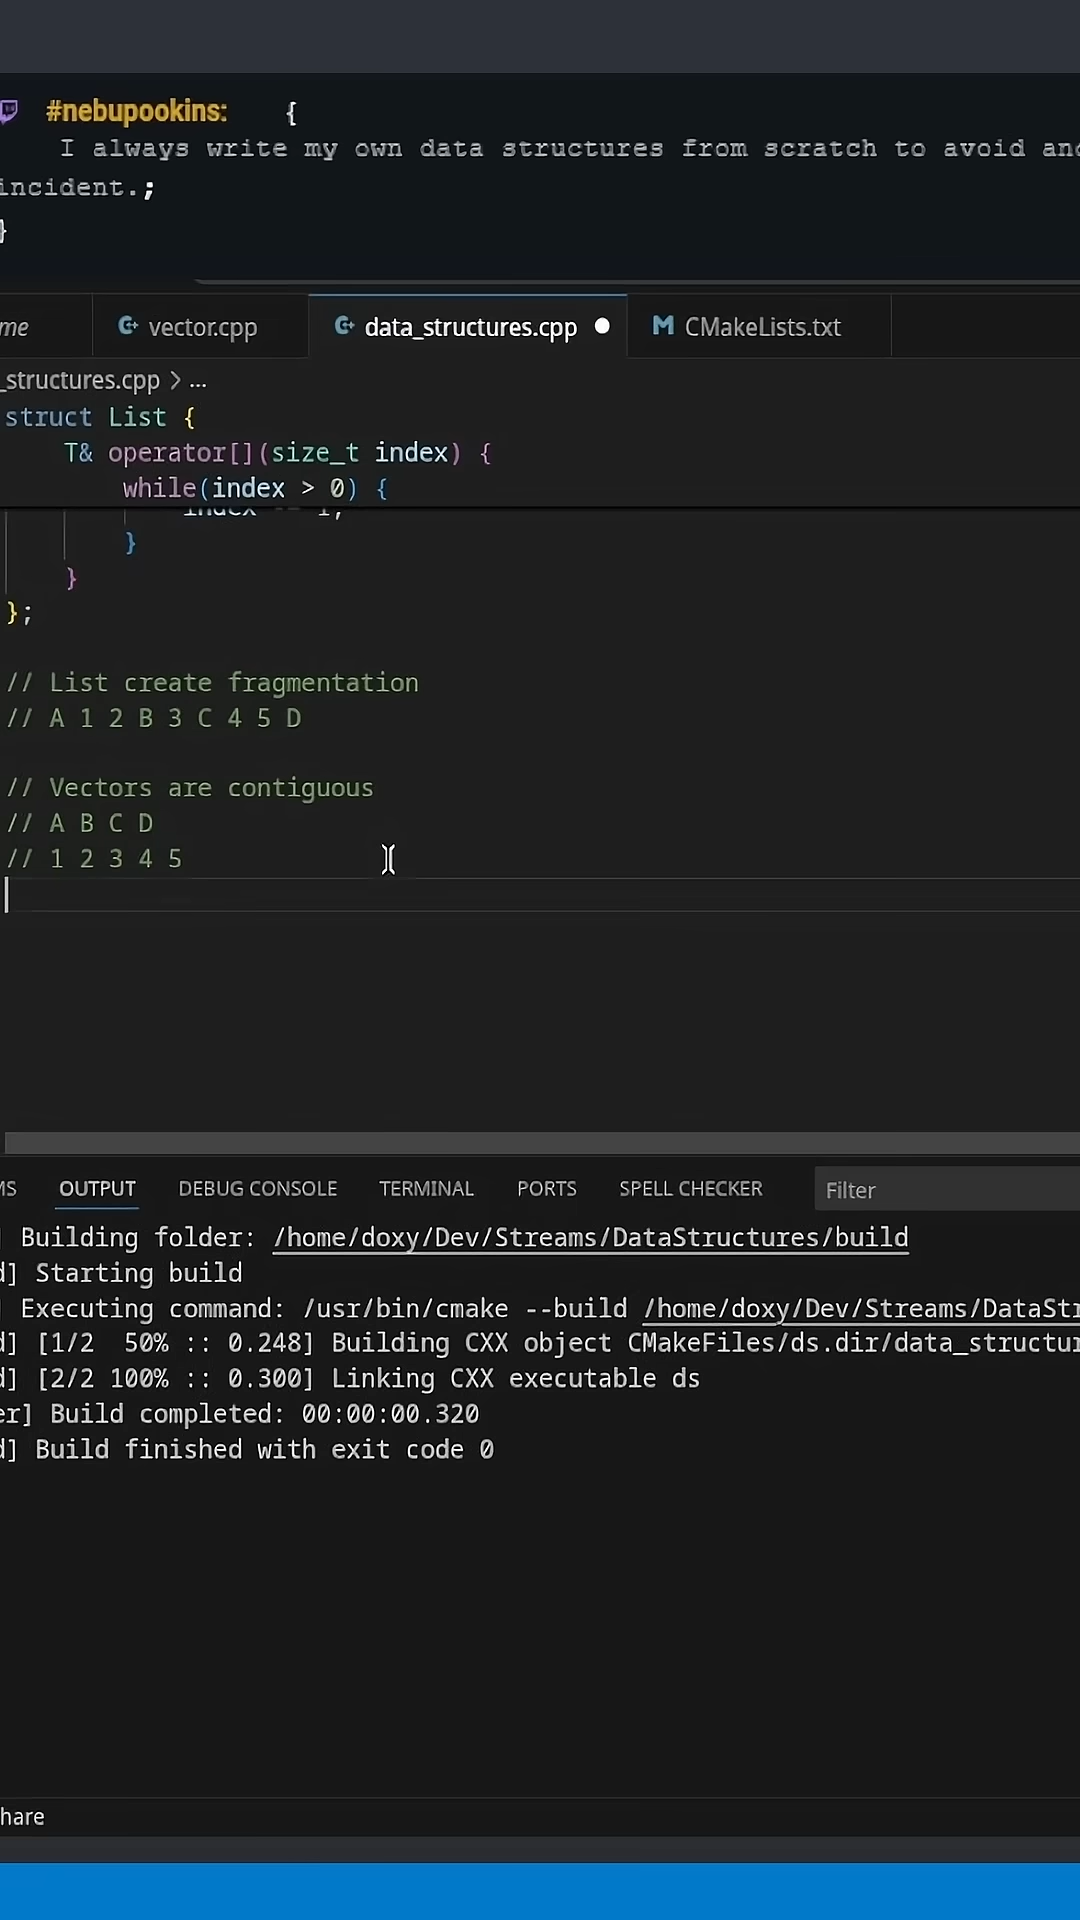 #nebupookins: {
I always write my own data structures from scratch to avoid
incident.;
}
vector.cpp data_structures.cpp CMakeLists.txt
_structures.cpp > ...
struct List {
T& operator[](size_t index) {
while(index > 0) {
}
}
};
// List create fragmentation
// A 1 2 B 3 C 4 5 D
// Vectors are contiguous
// A B C D
// 1 2 3 4 5
OUTPUT DEBUG CONSOLE TERMINAL PORTS SPELL CHECKER Filter
Building folder: /home/doxy/Dev/Streams/DataStructures/build
] Starting build
Executing command: /usr/bin/cmake --build /home/doxy/Dev/Streams/DataStr
] [1/2 50% :: 0.248] Building CXX object CMakeFiles/ds.dir/data_structur
] [2/2 100% :: 0.300] Linking CXX executable ds
er] Build completed: 00:00:00.320
] Build finished with exit code 0
hare